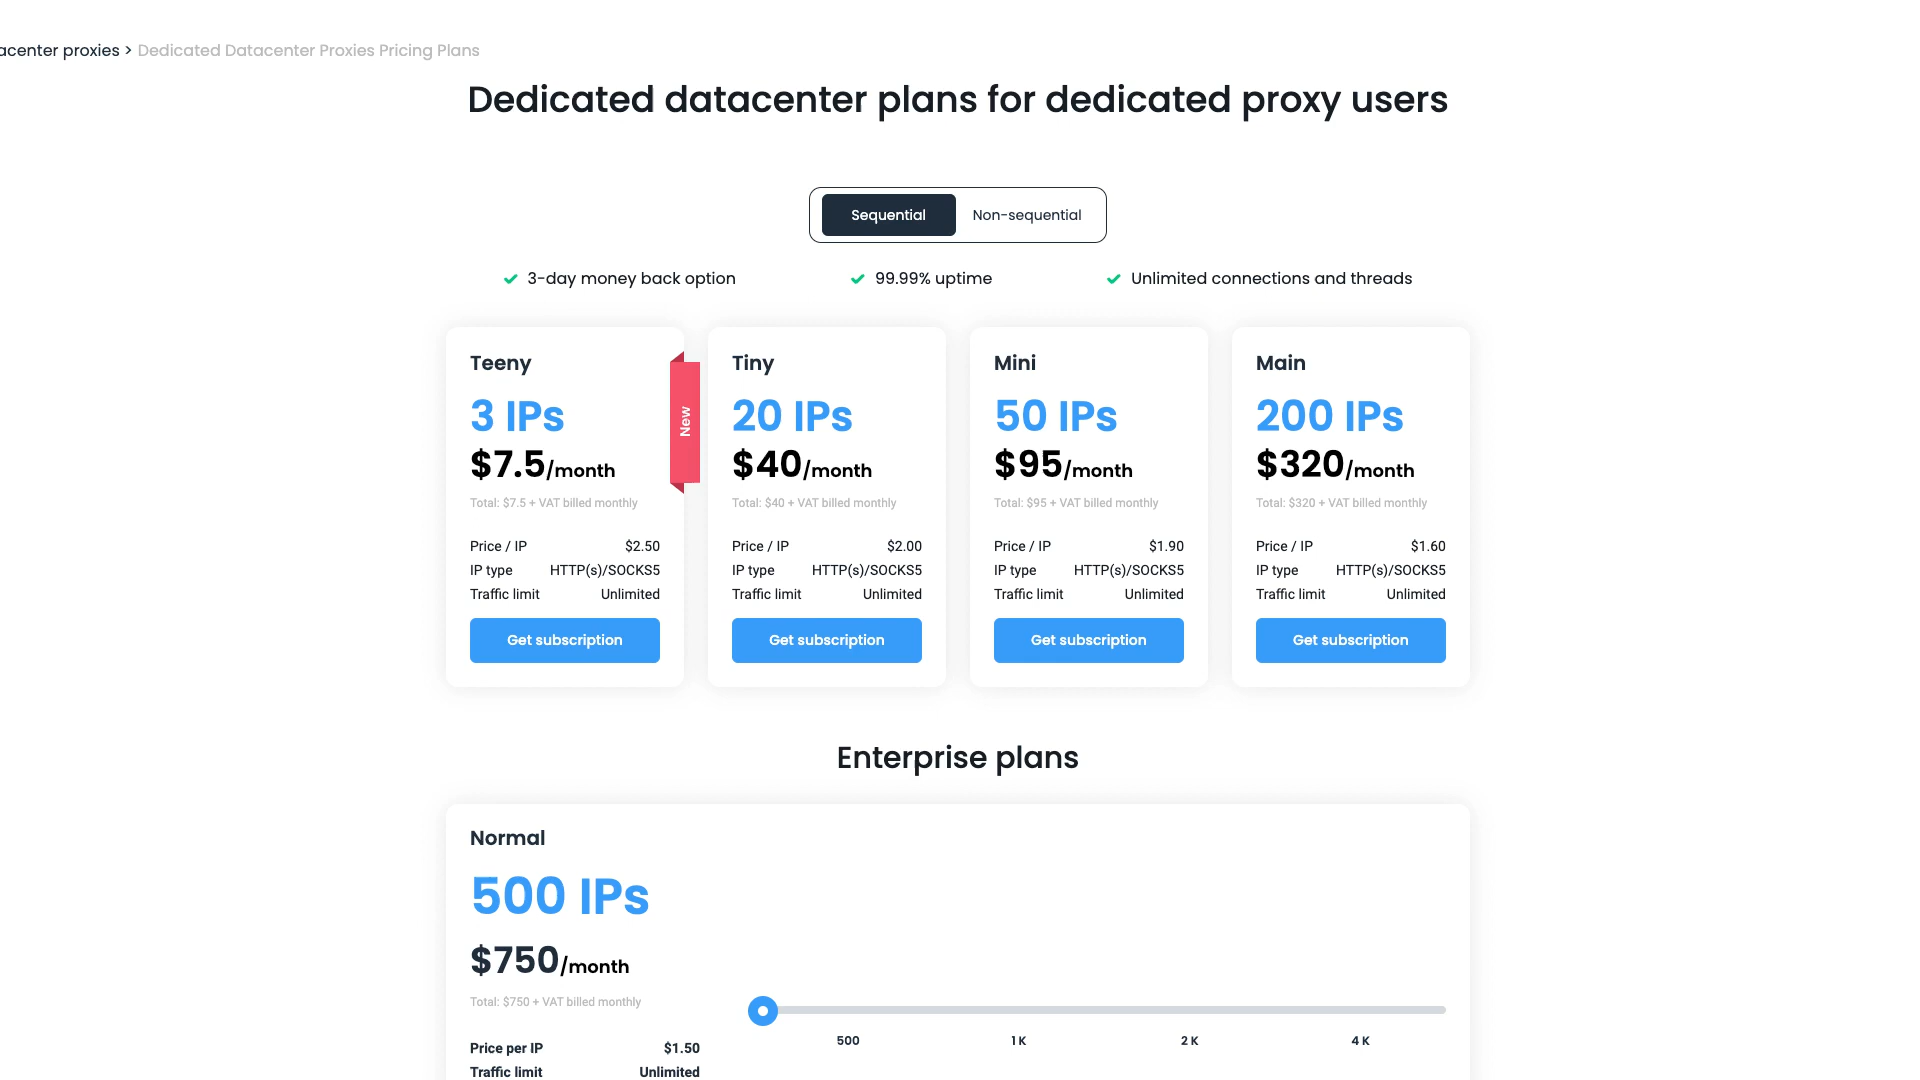 acenter proxies > Dedicated Datacenter Proxies Pricing Plans
Dedicated datacenter plans for dedicated proxy users
Sequential
Non-sequential
3-day money back option
99.99% uptime
Unlimited connections and threads
Teeny
3 IPs
$7.5/month
Total: $7.5 + VAT billed monthly
Price / IP $2.50
IP type HTTP(s)/SOCKS5
Traffic limit Unlimited
Get subscription
New
Tiny
20 IPs
$40/month
Total: $40 + VAT billed monthly
Price / IP $2.00
IP type HTTP(s)/SOCKS5
Traffic limit Unlimited
Get subscription
Mini
50 IPs
$95/month
Total: $95 + VAT billed monthly
Price / IP $1.90
IP type HTTP(s)/SOCKS5
Traffic limit Unlimited
Get subscription
Main
200 IPs
$320/month
Total: $320 + VAT billed monthly
Price / IP $1.60
IP type HTTP(s)/SOCKS5
Traffic limit Unlimited
Get subscription
Enterprise plans
Normal
500 IPs
$750/month
Total: $750 + VAT billed monthly
Price per IP $1.50
Traffic limit Unlimited
500 1 K 2 K 4 K